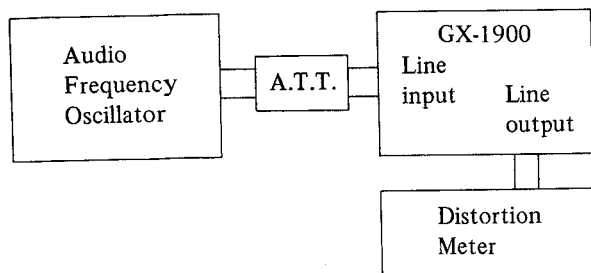 Audio
Frequency
Oscillator
A.T.T.
GX-1900
Line
input
Line
output
Distortion
Meter